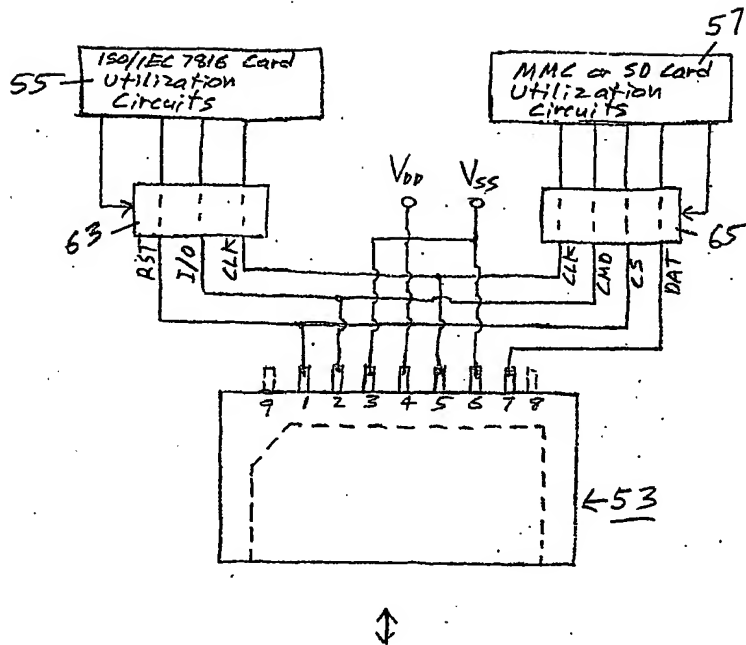 57
ISO/IEC 7816 Card
Utilization
Circuits
55
MMC or SD Card
Utilization
Circuits
VDD
VSS
63
65
RST
I/O
CLK
CLK
CMD
CS
DAT
9
1
2
3
4
5
6
7
8
53